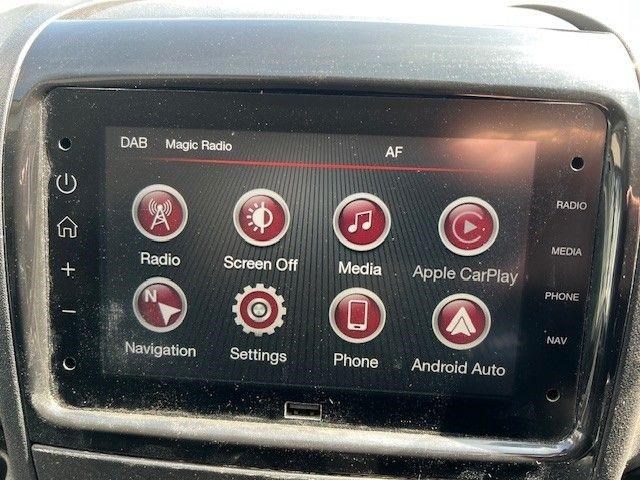 DAB Magic Radio AF
Radio Screen Off Media Apple CarPlay
N
Navigation Settings Phone Android Auto
+
−
RADIO
MEDIA
PHONE
NAV